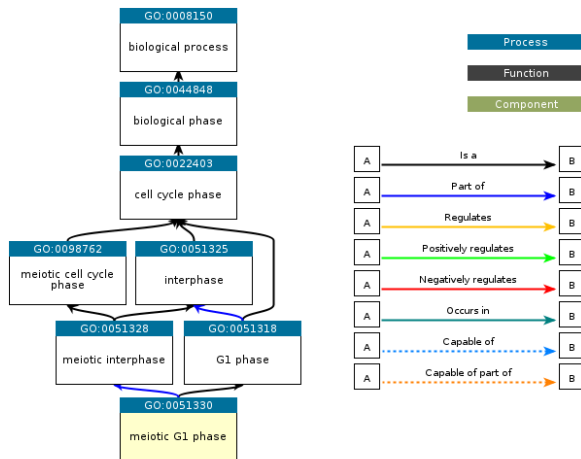 GO:0008150
biological process
GO:0044848
biological phase
GO:0022403
cell cycle phase
GO:0098762
meiotic cell cycle
phase
GO:0051325
interphase
GO:0051328
meiotic interphase
GO:0051318
G1 phase
GO:0051330
meiotic G1 phase
Process
Function
Component
A Is a B
A Part of B
A Regulates B
A Positively regulates B
A Negatively regulates B
A Occurs in B
A Capable of B
A Capable of part of B